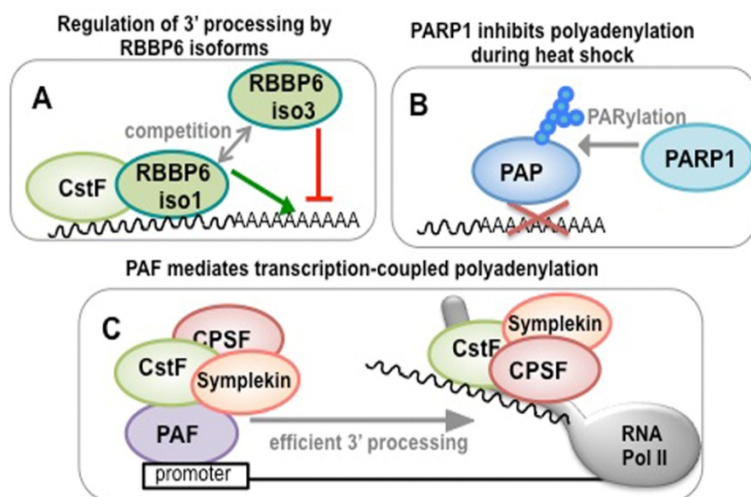 Regulation of 3' processing by
RBBP6 isoforms
A
RBBP6
iso3
competition
CstF
RBBP6
iso1
AAAAAAAAAAAA
PARP1 inhibits polyadenylation
during heat shock
B
PARylation
PAP
PARP1
AAAAAAAAAA
PAF mediates transcription-coupled polyadenylation
C
CPSF
CstF
Symplekin
PAF
promoter
efficient 3' processing
Symplekin
CstF
CPSF
RNA
Pol II